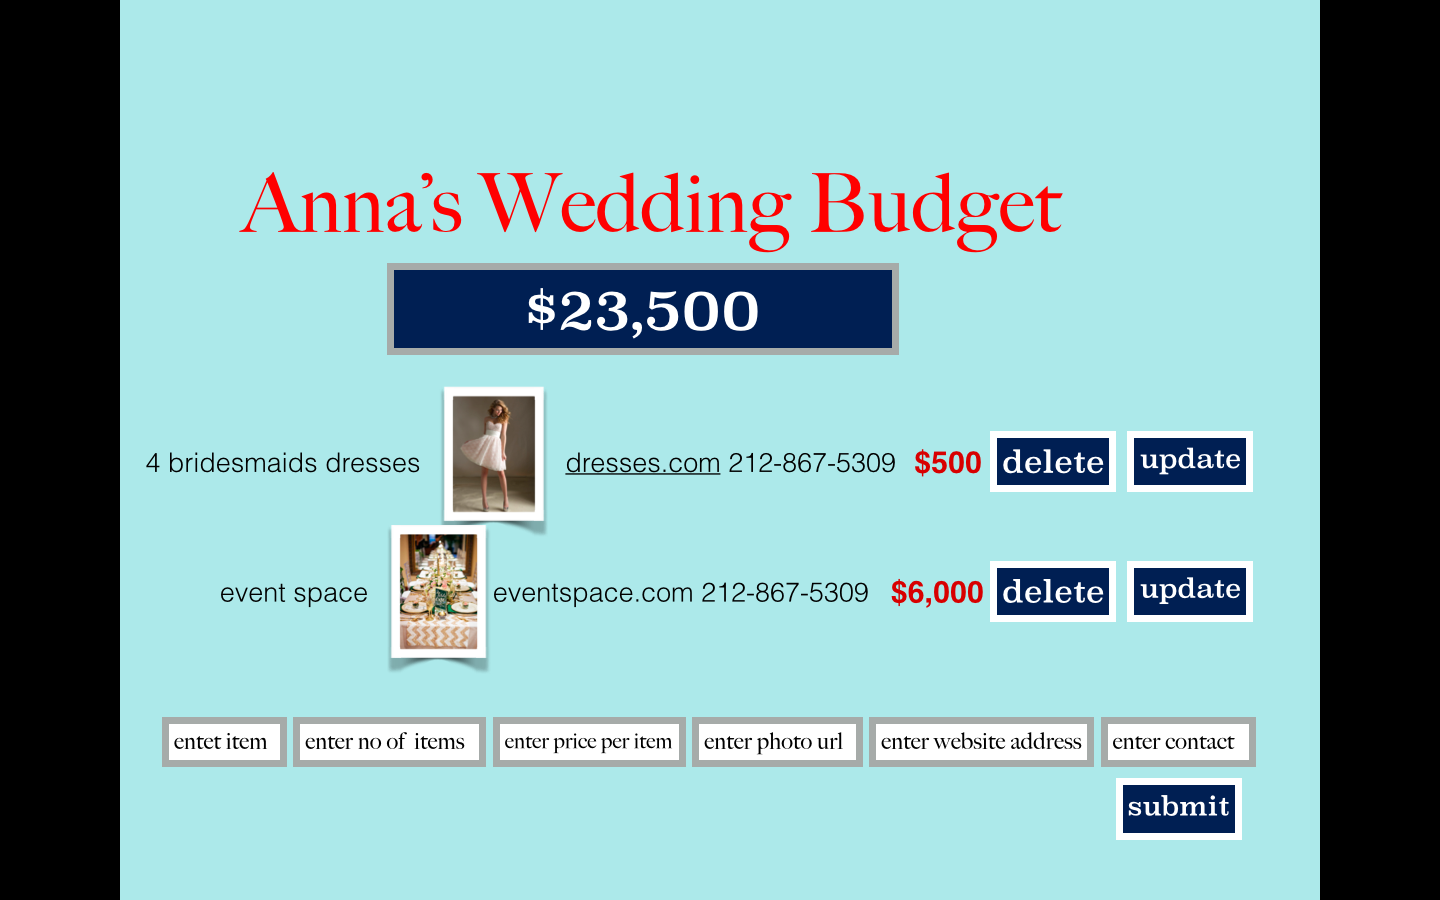 Anna’s Wedding Budget
$23,500
4 bridesmaids dresses dresses.com 212-867-5309 $500 delete update
event space eventspace.com 212-867-5309 $6,000 delete update
entet item enter no of items enter price per item enter photo url enter website address enter contact
submit